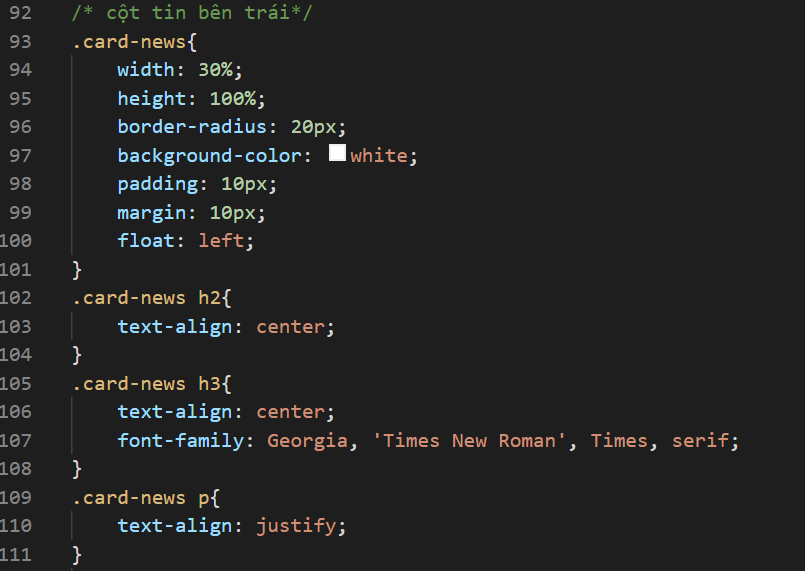 92 /* cột tin bên trái*/
93 .card-news{
94 width: 30%;
95 height: 100%;
96 border-radius: 20px;
97 background-color: white;
98 padding: 10px;
99 margin: 10px;
100 float: left;
101 }
102 .card-news h2{
103 text-align: center;
104 }
105 .card-news h3{
106 text-align: center;
107 font-family: Georgia, 'Times New Roman', Times, serif;
108 }
109 .card-news p{
110 text-align: justify;
111 }